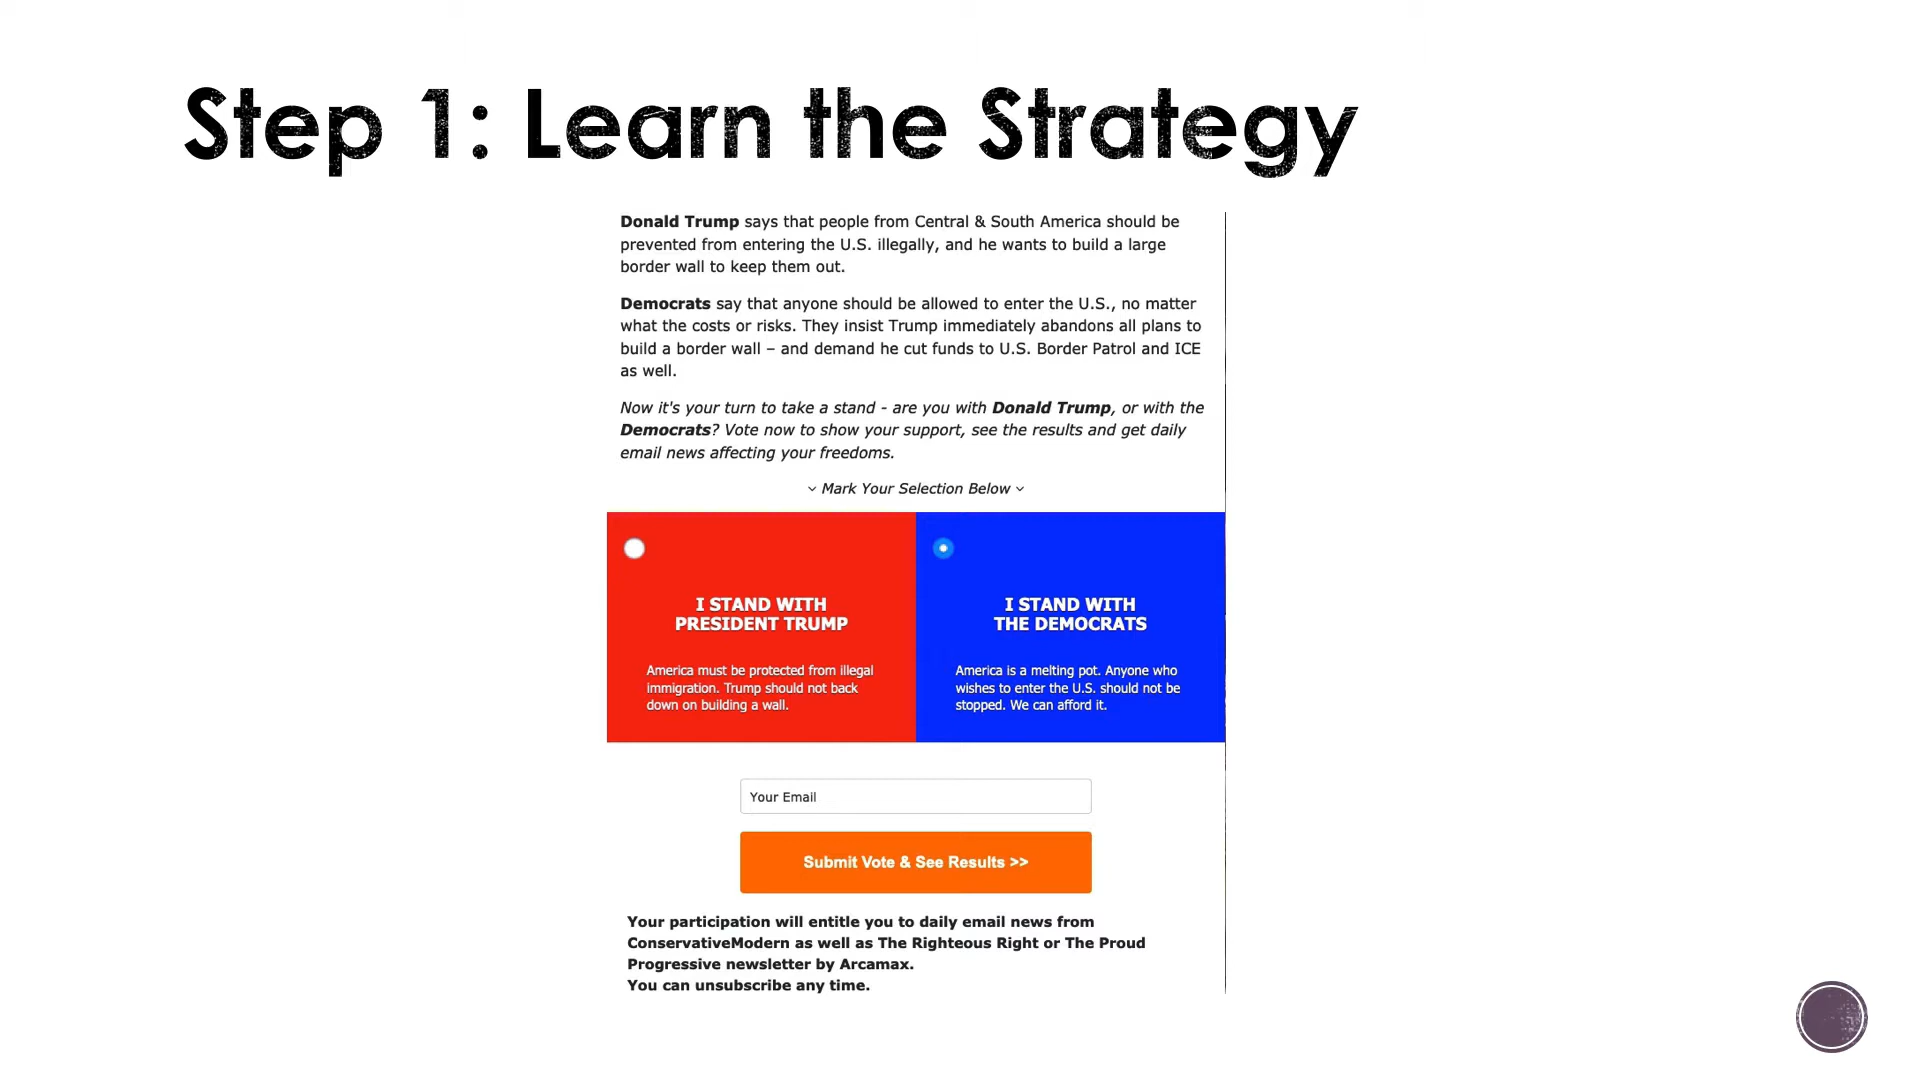 Step 1: Learn the Strategy
Donald Trump says that people from Central & South America should be
prevented from entering the U.S. illegally, and he wants to build a large
border wall to keep them out.
Democrats say that anyone should be allowed to enter the U.S., no matter
what the costs or risks. They insist Trump immediately abandons all plans to
build a border wall – and demand he cut funds to U.S. Border Patrol and ICE
as well.
Now it's your turn to take a stand - are you with Donald Trump, or with the
Democrats? Vote now to show your support, see the results and get daily
email news affecting your freedoms.
Mark Your Selection Below
I STAND WITH
PRESIDENT TRUMP
America must be protected from illegal
immigration. Trump should not back
down on building a wall.
I STAND WITH
THE DEMOCRATS
America is a melting pot. Anyone who
wishes to enter the U.S. should not be
stopped. We can afford it.
Your Email
Submit Vote & See Results >>
Your participation will entitle you to daily email news from
ConservativeModern as well as The Righteous Right or The Proud
Progressive newsletter by Arcamax.
You can unsubscribe any time.